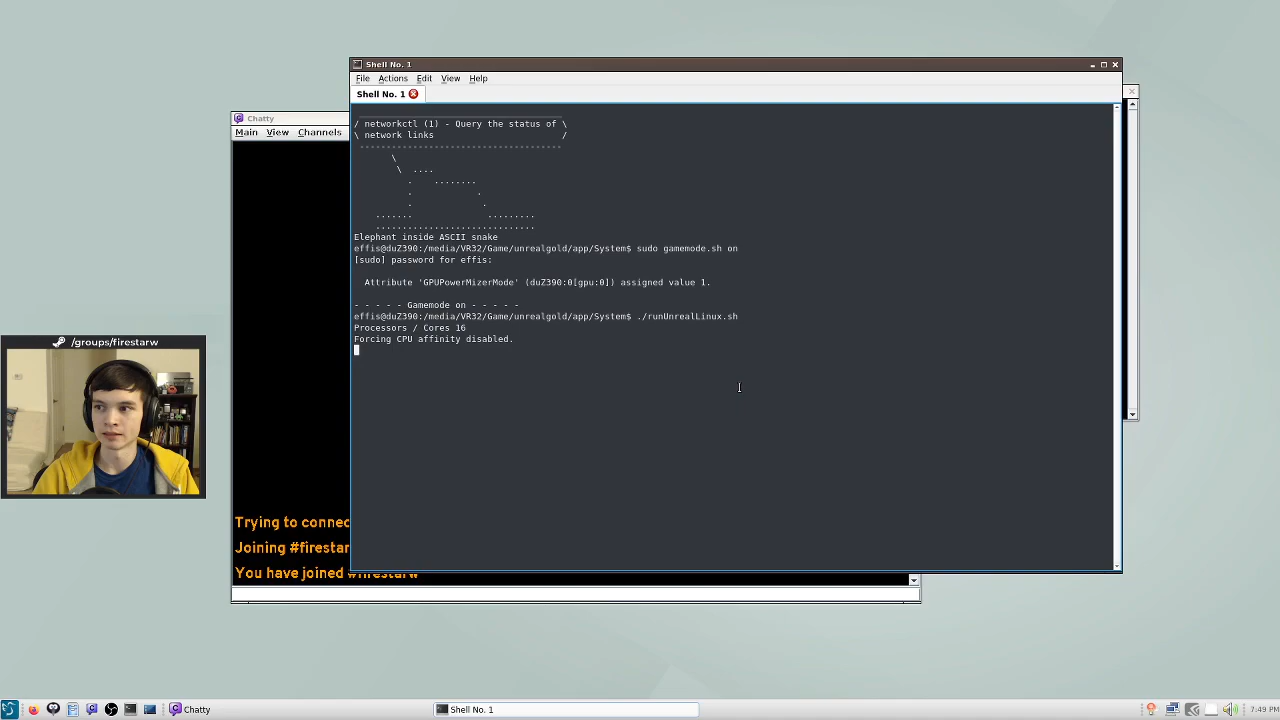 Shell No. 1
File Actions Edit View Help
Shell No. 1
/ networkctl (1) - Query the status of \
\ network links /
-------------------------------------
\
\ ....
. ........
. .
. .
....... .........
.............................
Elephant inside ASCII snake
effis@duZ390:/media/VR32/Game/unrealgold/app/System$ sudo gamemode.sh on
[sudo] password for effis:
Attribute 'GPUPowerMizerMode' (duZ390:0[gpu:0]) assigned value 1.
- - - - - Gamemode on - - - - -
effis@duZ390:/media/VR32/Game/unrealgold/app/System$ ./runUnrealLinux.sh
Processors / Cores 16
Forcing CPU affinity disabled.
Chatty
Main View Channels
Trying to connec
Joining #firestar
You have joined #firestarw
/groups/firestarw
Chatty
Shell No. 1
7:49 PM